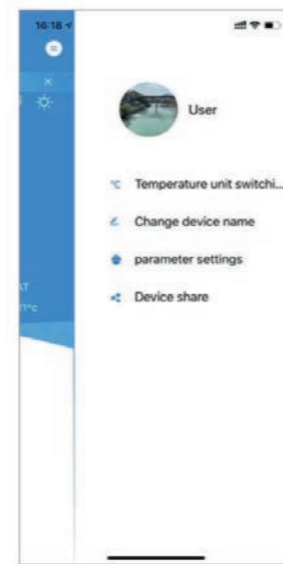 16:18
User
°C Temperature unit switchi...
Change device name
parameter settings
Device share